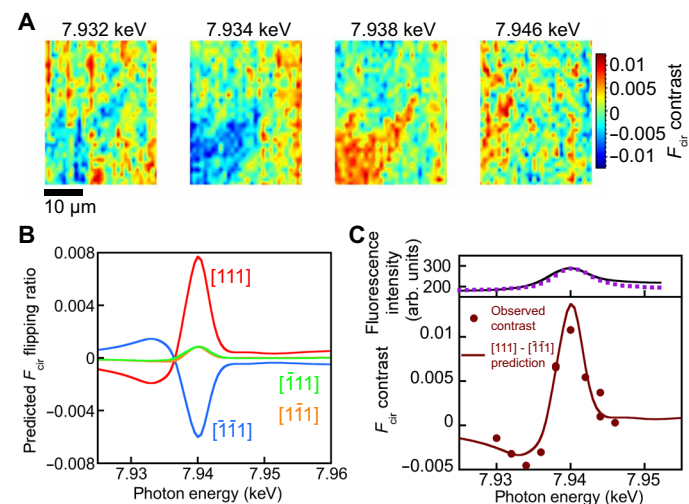 A
7.932 keV 7.934 keV 7.938 keV 7.946 keV
0.01
0.005
0
−0.005
−0.01
F cir contrast
10 μm
B
0.008
0.004
0
−0.004
−0.008
Predicted F cir flipping ratio
[111]
[1̄11]
[11̄1]
[1̄1̄1]
7.93 7.94 7.95 7.96
Photon energy (keV)
C
Fluorescence
intensity
(arb. units)
300
200
Observed
contrast
[111] - [1̄1̄1]
prediction
0.01
0.005
0
−0.005
F cir contrast
7.93 7.94 7.95
Photon energy (keV)